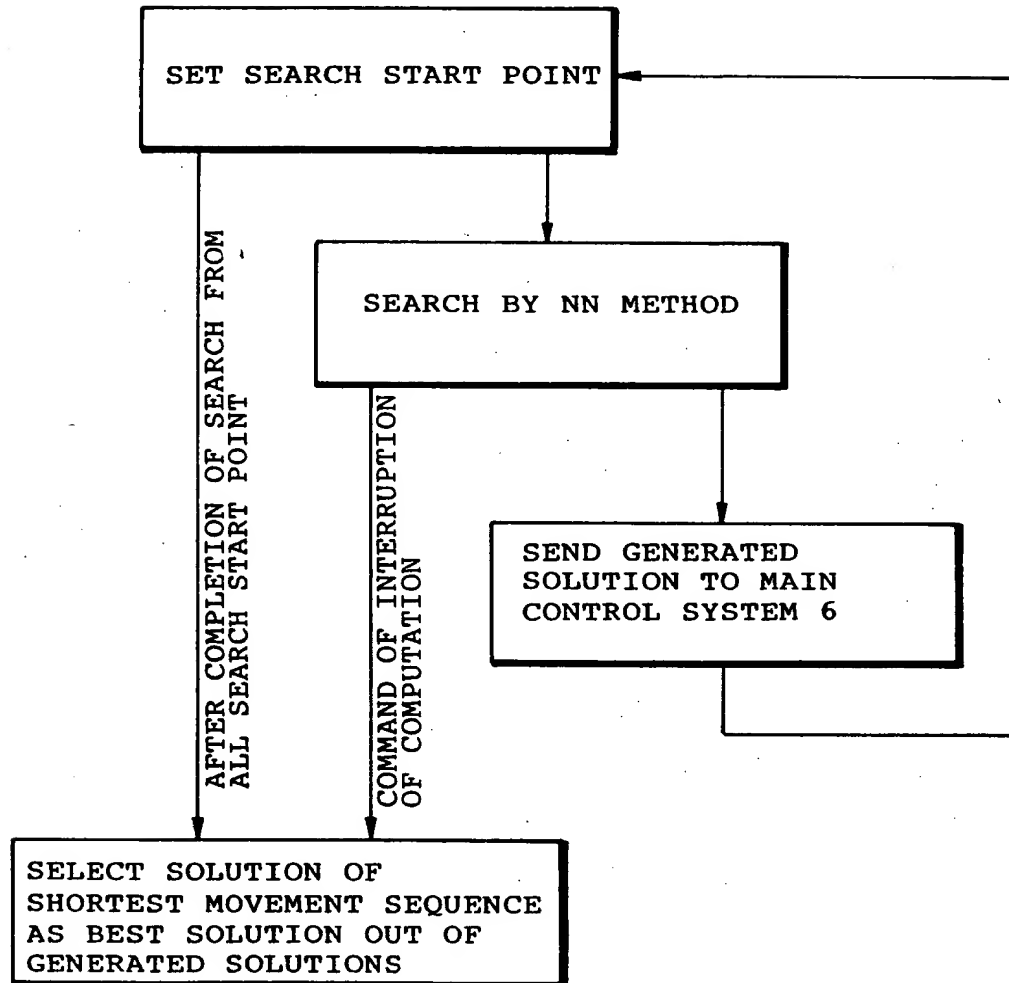 SET SEARCH START POINT
SEARCH BY NN METHOD
AFTER COMPLETION OF SEARCH FROM
ALL SEARCH START POINT
COMMAND OF INTERRUPTION
OF COMPUTATION
SEND GENERATED
SOLUTION TO MAIN
CONTROL SYSTEM 6
SELECT SOLUTION OF
SHORTEST MOVEMENT SEQUENCE
AS BEST SOLUTION OUT OF
GENERATED SOLUTIONS